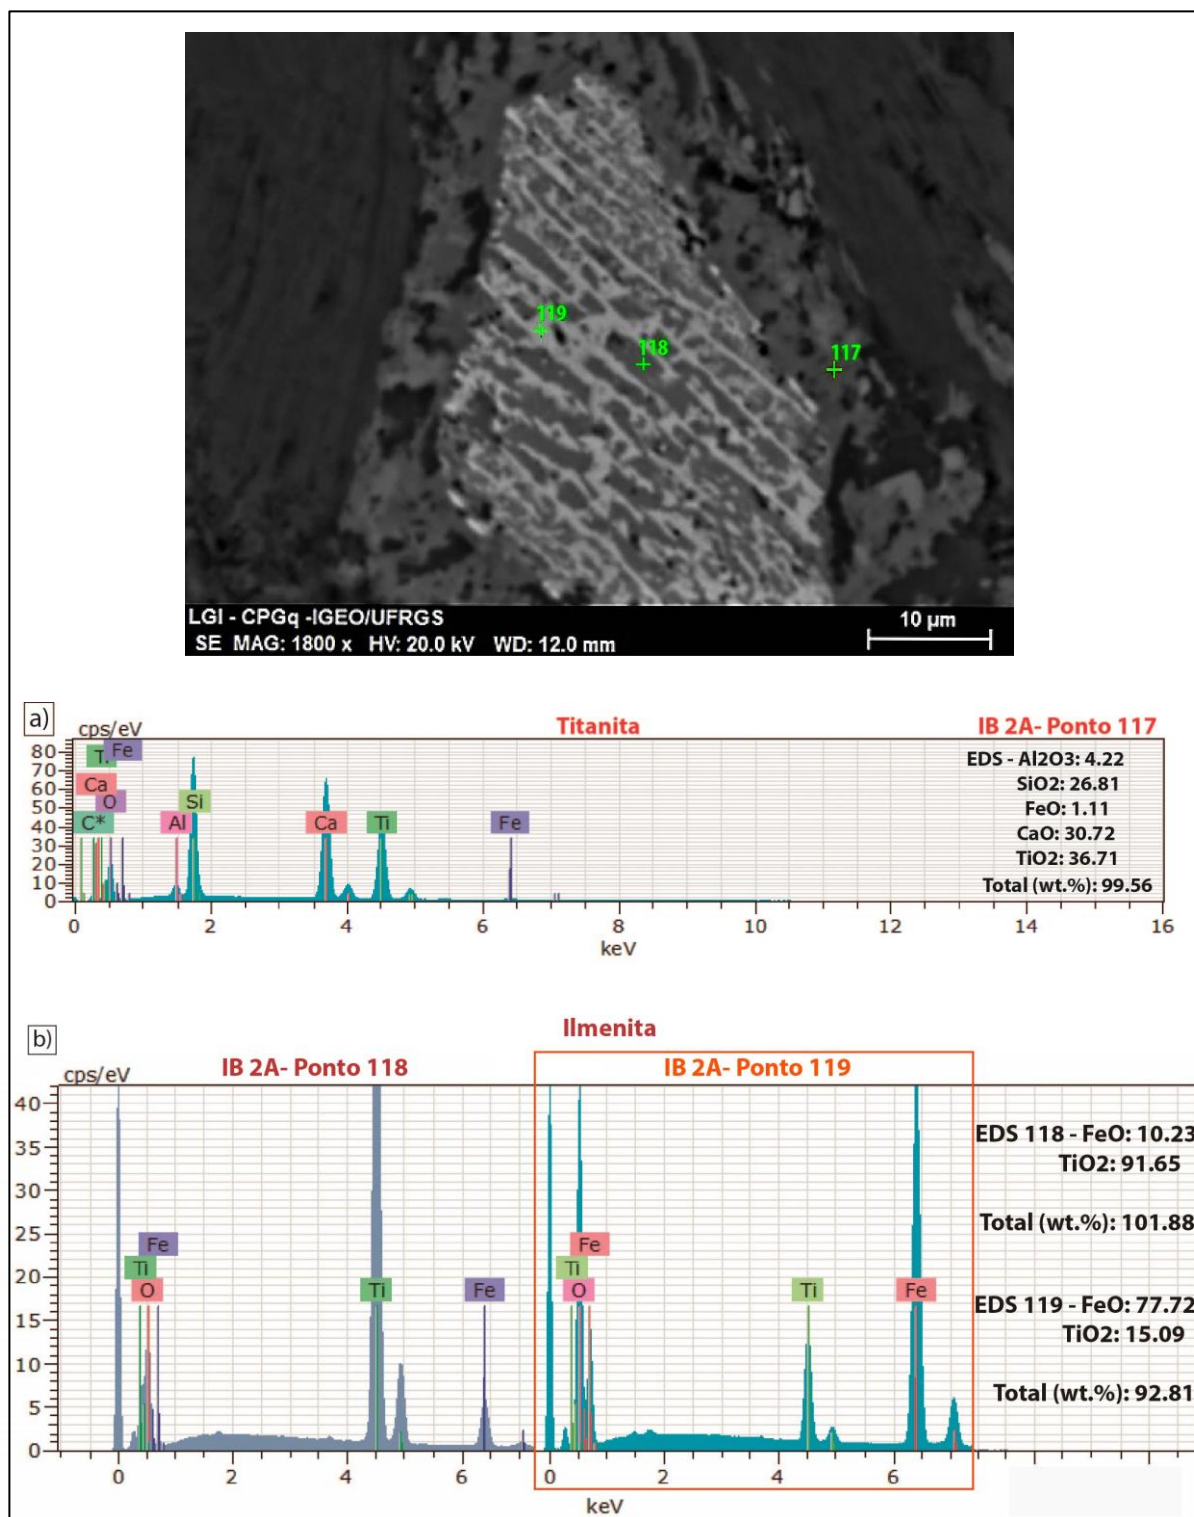 119
118
117
LGI - CPGq -IGEO/UFRGS
SE MAG: 1800 x HV: 20.0 kV WD: 12.0 mm
10 µm
a)
cps/eV
Titanita
IB 2A- Ponto 117
EDS - Al2O3: 4.22
SiO2: 26.81
FeO: 1.11
CaO: 30.72
TiO2: 36.71
Total (wt.%): 99.56
80
70
60
50
40
30
20
10
0
T. Fe
Ca
O
C* Al Si Ca Ti Fe
0 2 4 6 8 10 12 14 16
keV
b)
Ilmenita
IB 2A- Ponto 118
IB 2A- Ponto 119
cps/eV
40
35
30
25
20
15
10
5
0
Fe
Ti
O
Ti
Fe
Fe
Ti
O
Ti
Fe
EDS 118 - FeO: 10.23
TiO2: 91.65
Total (wt.%): 101.88
EDS 119 - FeO: 77.72
TiO2: 15.09
Total (wt.%): 92.81
0 2 4 6 0 2 4 6
keV
keV